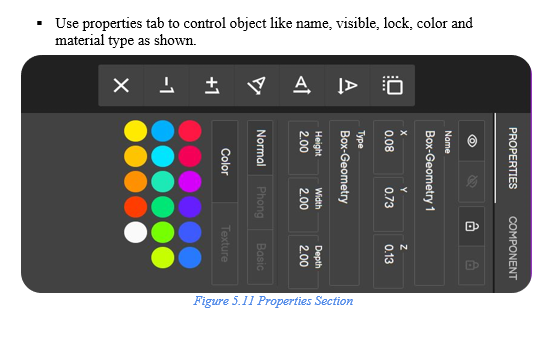 ▪ Use properties tab to control object like name, visible, lock, color and
material type as shown.
PROPERTIES COMPONENT
Name
Box-Geometry 1
X Y Z
0.08 0.73 0.13
Type
Box-Geometry
Height Width Depth
2.00 2.00 2.00
Normal Phong Basic
Color Texture
A A A +1 -1
Figure 5.11 Properties Section